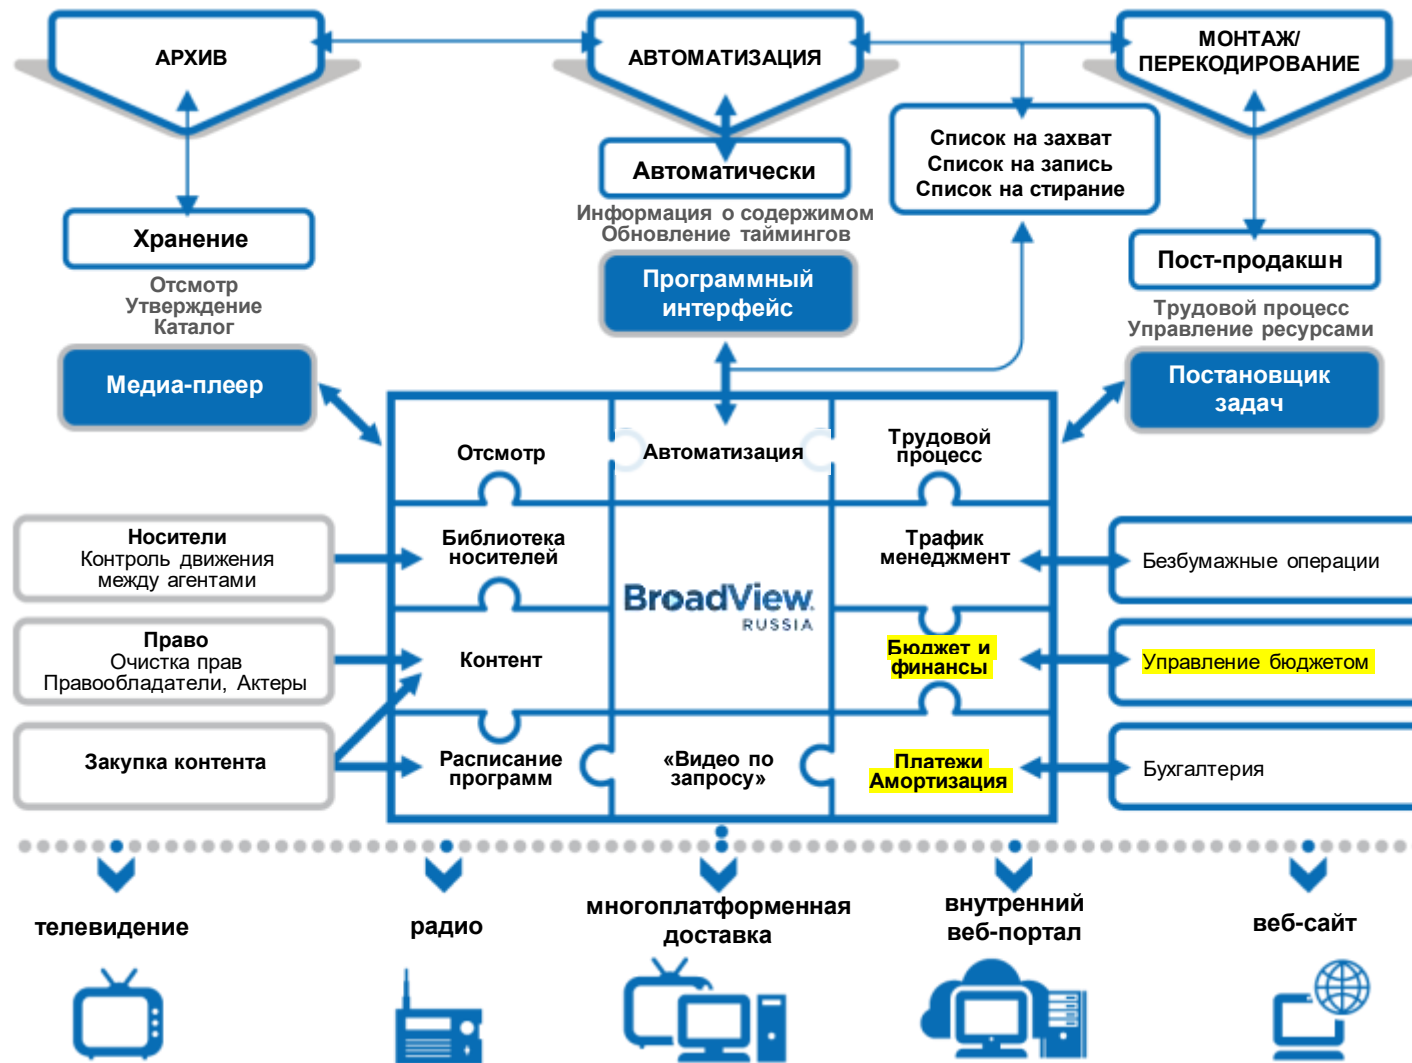 АРХИВ
АВТОМАТИЗАЦИЯ
МОНТАЖ/
ПЕРЕКОДИРОВАНИЕ
Список на захват
Список на запись
Список на стирание
Автоматически
Информация о содержимом
Обновление таймингов
Программный
интерфейс
Хранение
Отсмотр
Утверждение
Каталог
Медиа-плеер
Пост-продакшн
Трудовой процесс
Управление ресурсами
Постановщик
задач
Отсмотр
Автоматизация
Трудовой
процесс
Носители
Контроль движения
между агентами
Библиотека
носителей
Трафик
менеджмент
Безбумажные операции
BroadView.
RUSSIA
Право
Очистка прав
Правообладатели, Актеры
Контент
Бюджет и
финансы
Управление бюджетом
Закупка контента
Расписание
программ
«Видео по
запросу»
Платежи
Амортизация
Бухгалтерия
телевидение
радио
многоплатформенная
доставка
внутренний
веб-портал
веб-сайт